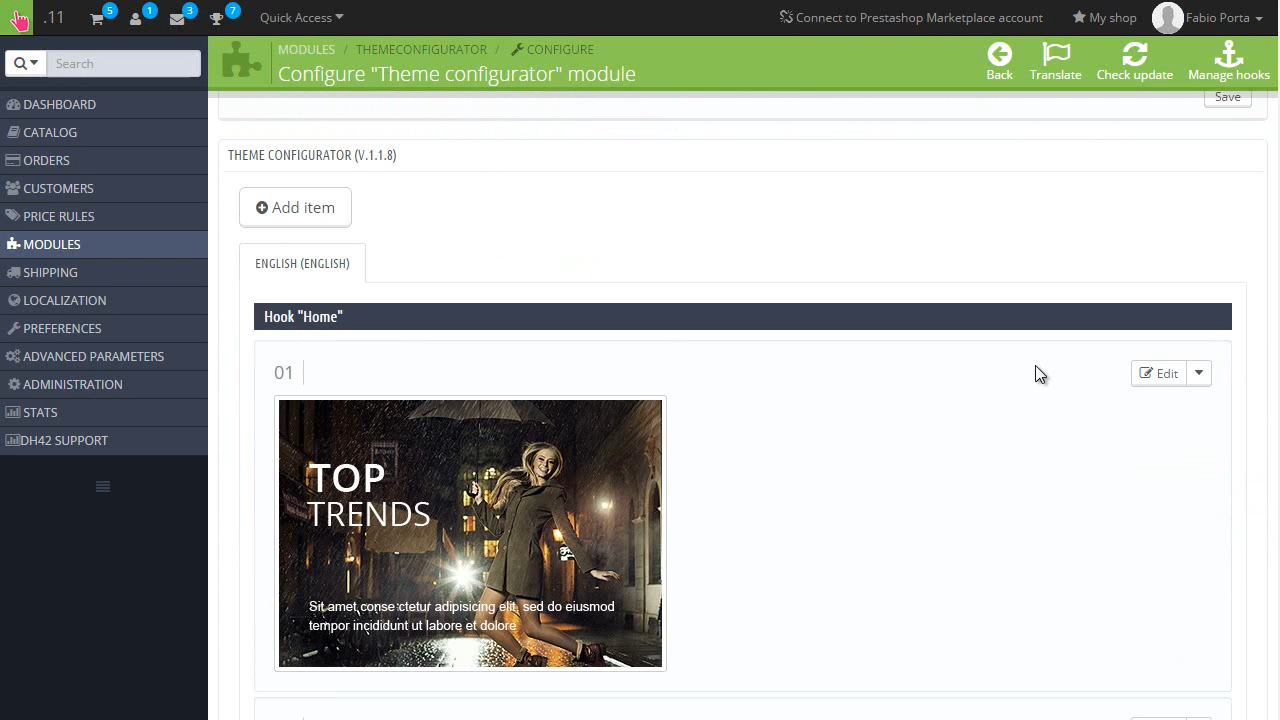 .11 5 1 3 7 Quick Access Connect to Prestashop Marketplace account My shop Fabio Porta
Search
MODULES / THEMECONFIGURATOR / CONFIGURE
Configure "Theme configurator" module
Back Translate Check update Manage hooks
DASHBOARD
CATALOG
ORDERS
CUSTOMERS
PRICE RULES
MODULES
SHIPPING
LOCALIZATION
PREFERENCES
ADVANCED PARAMETERS
ADMINISTRATION
STATS
DH42 SUPPORT
Save
THEME CONFIGURATOR (V.1.1.8)
Add item
ENGLISH (ENGLISH)
Hook "Home"
01
Edit
TOP
TRENDS
Sit amet conse ctetur adipisicing elit, sed do eiusmod
tempor incididunt ut labore et dolore